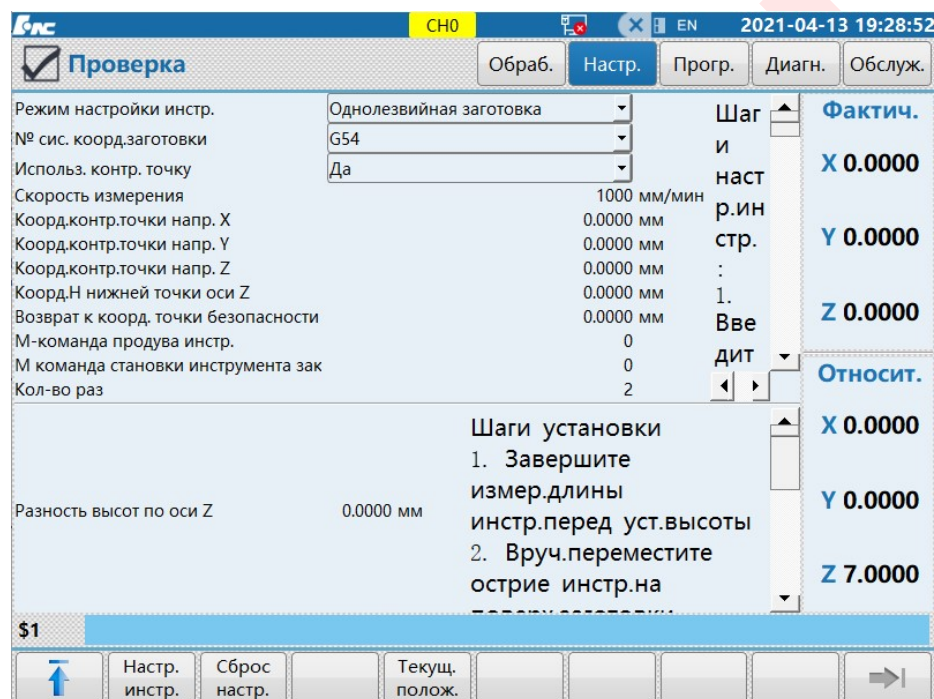 CH0 EN 2021-04-13 19:28:52
Проверка Обраб. Настр. Прогр. Диагн. Обслуж.
Режим настройки инстр. Однолезвийная заготовка
№ сис. коорд.заготовки G54
Использ. контр. точку Да
Скорость измерения 1000 мм/мин
Коорд.контр.точки напр. X 0.0000 мм
Коорд.контр.точки напр. Y 0.0000 мм
Коорд.контр.точки напр. Z 0.0000 мм
Коорд.H нижней точки оси Z 0.0000 мм
Возврат к коорд. точки безопасности 0.0000 мм
М-команда продува инстр. 0
М команда становки инструмента зак 0
Кол-во раз 2
Шаг
и
наст
р.ин
стр.
:
1.
Вве
дит
Фактич.
X 0.0000
Y 0.0000
Z 0.0000
Разность высот по оси Z 0.0000 мм
Шаги установки
1. Завершите
измер.длины
инстр.перед уст.высоты
2. Вруч.переместите
острие инстр.на
Относит.
X 0.0000
Y 0.0000
Z 7.0000
$1
Настр.
инстр.
Сброс
настр.
Текущ.
полож.